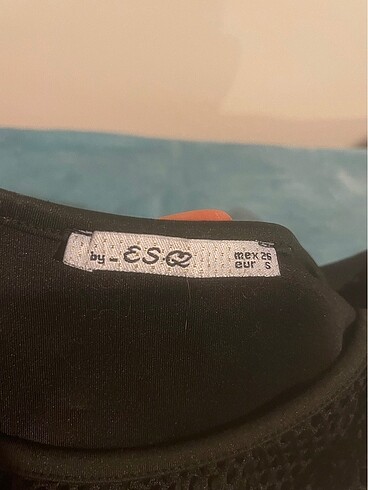 by - ESQ
mex 26
eur S